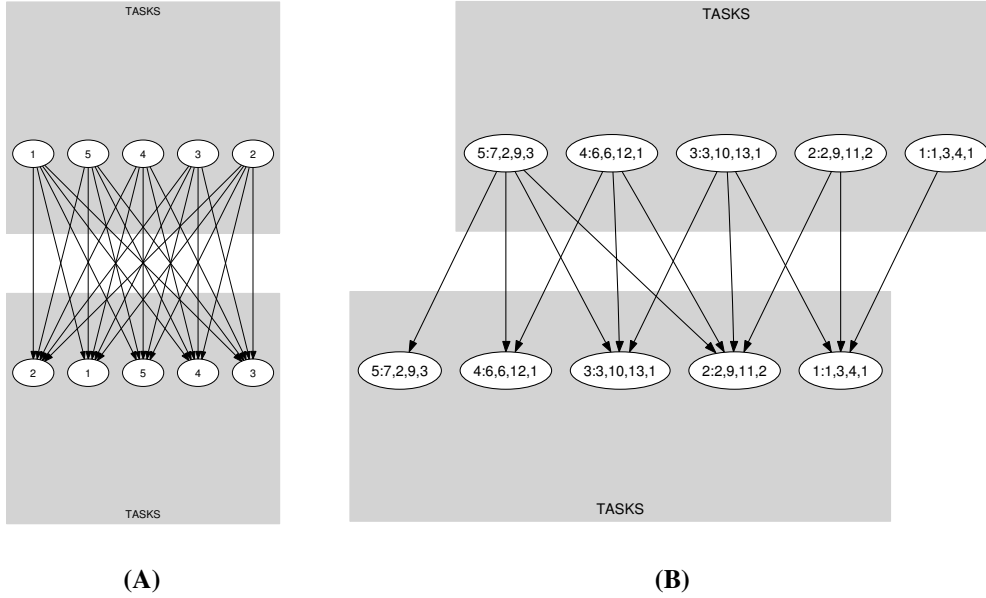 TASKS
1 5 4 3 2
2 1 5 4 3
TASKS
(A)
TASKS
5:7,2,9,3 4:6,6,12,1 3:3,10,13,1 2:2,9,11,2 1:1,3,4,1
5:7,2,9,3 4:6,6,12,1 3:3,10,13,1 2:2,9,11,2 1:1,3,4,1
TASKS
(B)